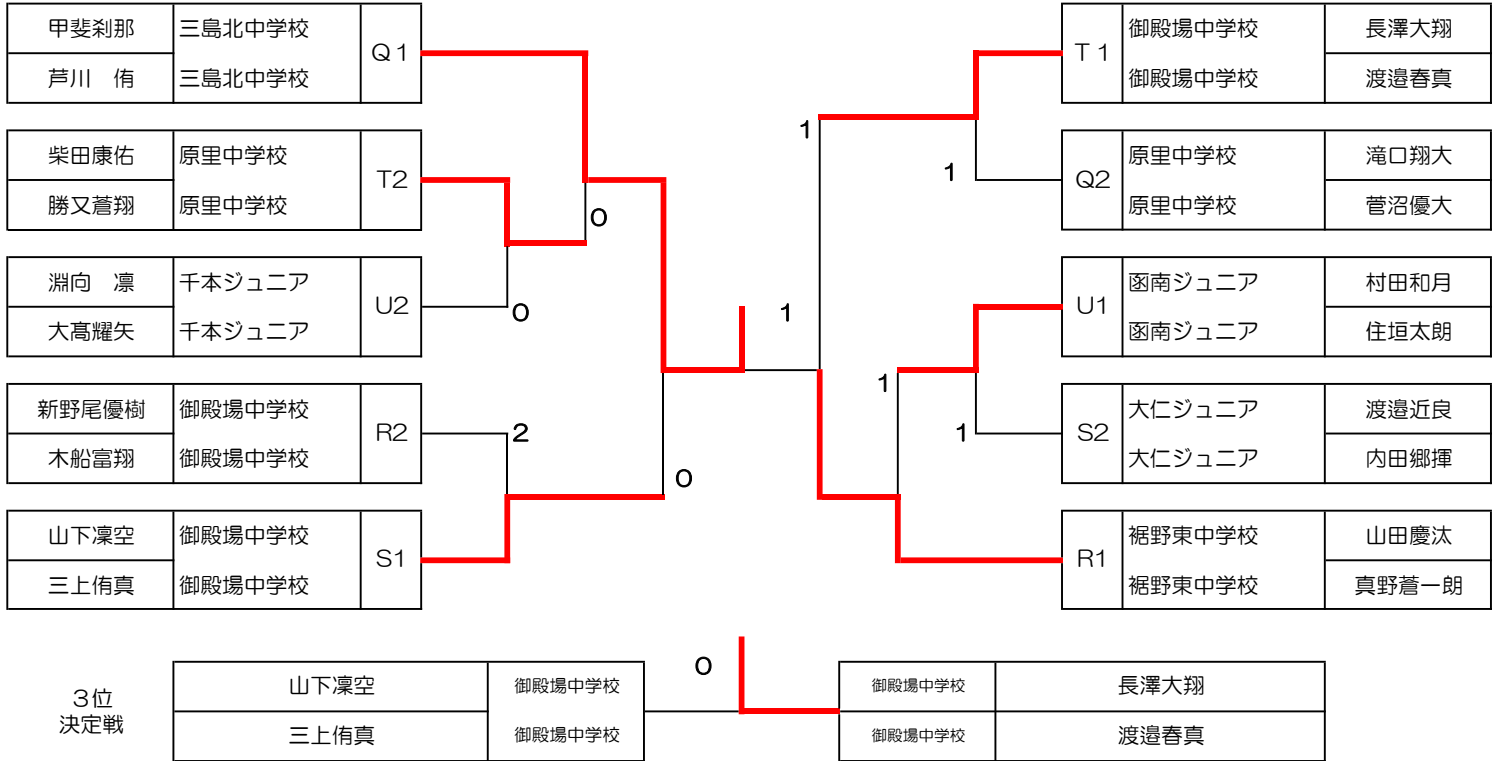 甲斐刹那 三島北中学校
Q1
芦川 侑 三島北中学校
柴田康佑 原里中学校
T2
勝又蒼翔 原里中学校
淵向 凛 千本ジュニア
U2
大髙耀矢 千本ジュニア
新野尾優樹 御殿場中学校
R2
木船富翔 御殿場中学校
山下凜空 御殿場中学校
S1
三上侑真 御殿場中学校
0
0
2
0
1
1
1
1
1
御殿場中学校 長澤大翔
T1
御殿場中学校 渡邉春真
原里中学校 滝口翔大
Q2
原里中学校 菅沼優大
函南ジュニア 村田和月
U1
函南ジュニア 住垣太朗
大仁ジュニア 渡邉近良
S2
大仁ジュニア 内田郷揮
裾野東中学校 山田慶汰
R1
裾野東中学校 真野蒼一朗
3位
決定戦
山下凜空 御殿場中学校
三上侑真 御殿場中学校
0
御殿場中学校 長澤大翔
御殿場中学校 渡邉春真